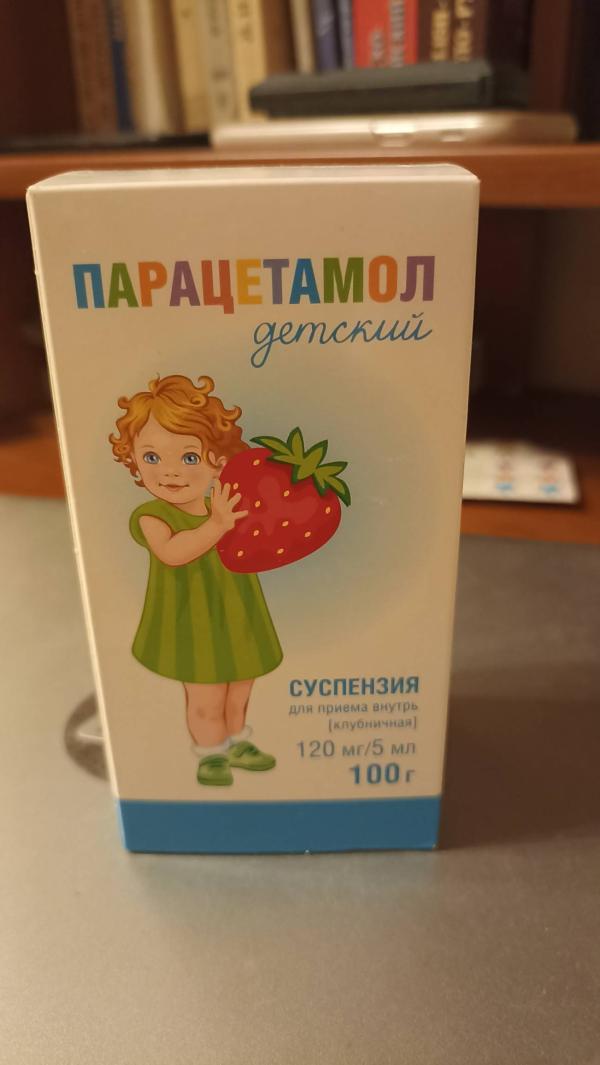 ПАРАЦЕТАМОЛ
детский
СУСПЕНЗИЯ
для приема внутрь
[клубничная]
120 мг/5 мл
100 г